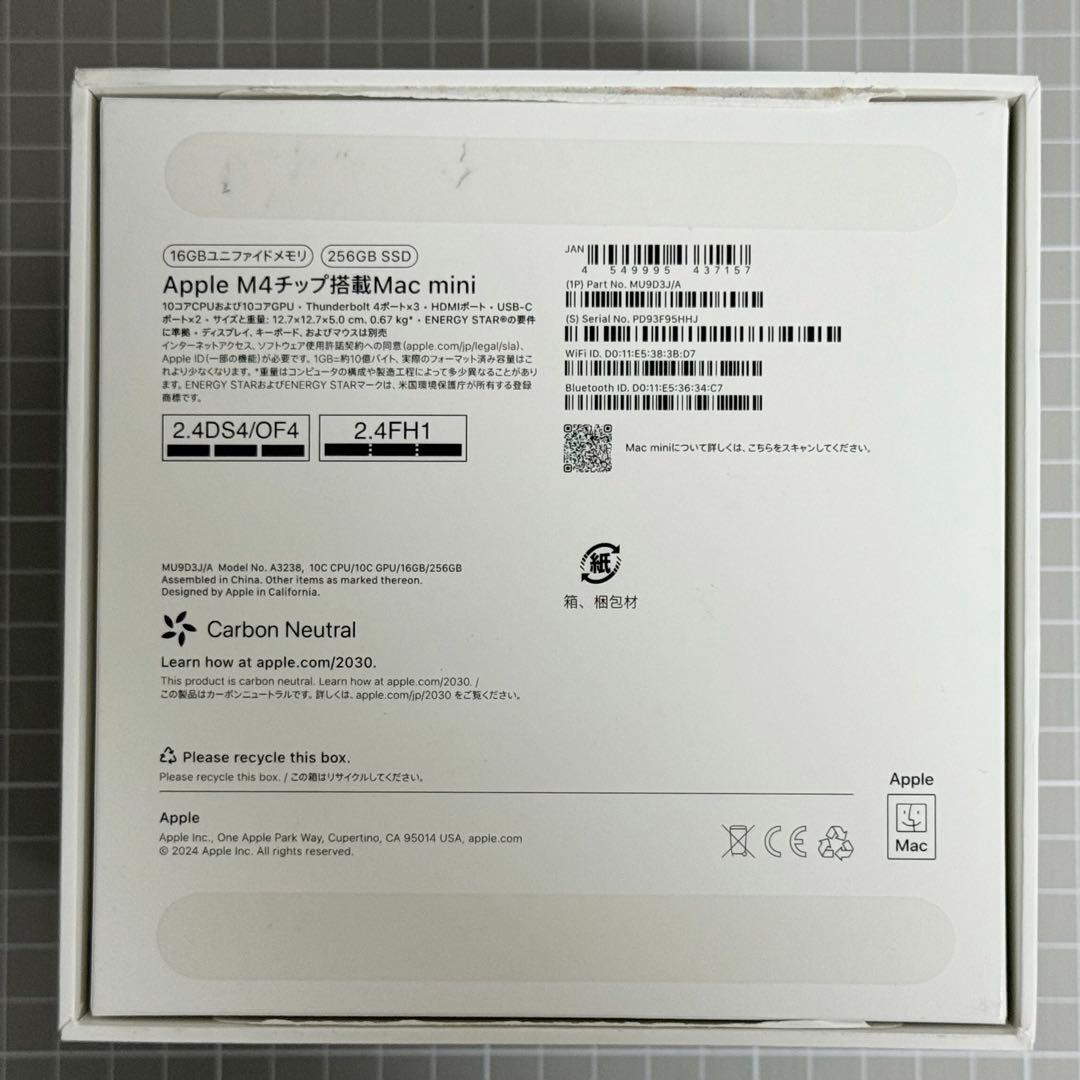 16GBユニファイドメモリ 256GB SSD
Apple M4チップ搭載Mac mini
10コアCPUおよび10コアGPU・Thunderbolt 4ポート×3・HDMIポート・USB-C
ポート×2・サイズと重量: 12.7×12.7×5.0 cm, 0.67 kg*・ENERGY STAR®の要件
に準拠・ディスプレイ、キーボード、およびマウスは別売
インターネットアクセス、ソフトウェア使用許諾契約への同意(apple.com/jp/legal/sla)、
Apple ID(一部の機能)が必要です。1GB=約10億バイト、実際のフォーマット済み容量はこ
れより少なくなります。*重量はコンピュータの構成や製造工程によって多少異なることがあり
ます。ENERGY STARおよびENERGY STARマークは、米国環境保護庁が所有する登録
商標です。
2.4DS4/OF4 2.4FH1
JAN
4 549995 437157
(1P) Part No. MU9D3J/A
(S) Serial No. PD93F95HHJ
WiFi ID. D0:11:E5:38:3B:D7
Bluetooth ID. D0:11:E5:36:34:C7
Mac miniについて詳しくは、こちらをスキャンしてください。
MU9D3J/A Model No. A3238, 10C CPU/10C GPU/16GB/256GB
Assembled in China. Other items as marked thereon.
Designed by Apple in California.
紙
箱、梱包材
Carbon Neutral
Learn how at apple.com/2030.
This product is carbon neutral. Learn how at apple.com/2030. /
この製品はカーボンニュートラルです。詳しくは、apple.com/jp/2030 をご覧ください。
Please recycle this box.
Please recycle this box. / この箱はリサイクルしてください。
Apple
Apple Inc., One Apple Park Way, Cupertino, CA 95014 USA, apple.com
© 2024 Apple Inc. All rights reserved.
CE
Apple
Mac